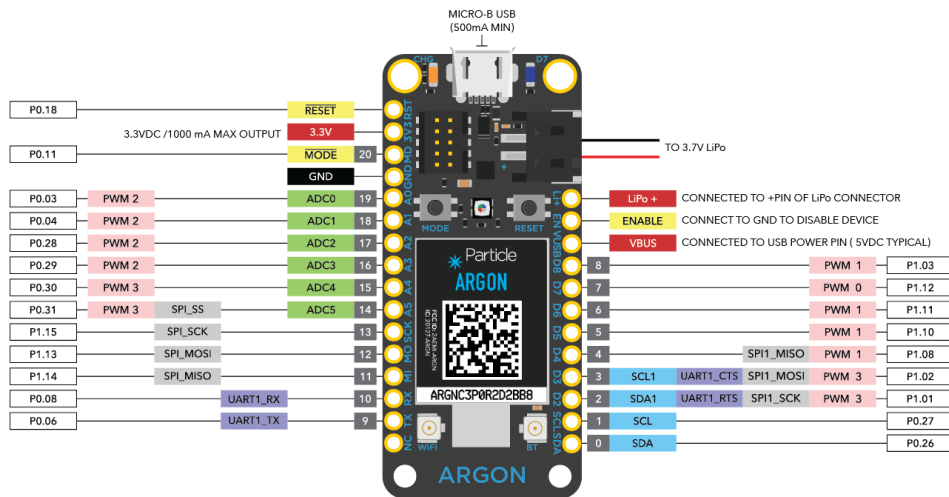 MICRO-B USB
(500mA MIN)
CHG
D7
P0.18 RESET RST
3.3VDC /1000 mA MAX OUTPUT 3.3V 3V3
P0.11 MODE 20 MD
GND GND
TO 3.7V LiPo
P0.03 PWM 2 ADC0 19 A0
P0.04 PWM 2 ADC1 18 A1
P0.28 PWM 2 ADC2 17 A2
P0.29 PWM 2 ADC3 16 A3
P0.30 PWM 3 ADC4 15 A4
P0.31 PWM 3 SPI_SS ADC5 14 A5
P1.15 SPI_SCK 13 SCK
P1.13 SPI_MOSI 12 MO
P1.14 SPI_MISO 11 MI
P0.08 UART1_RX 10 RX
P0.06 UART1_TX 9 TX
NC
MODE
RESET
Particle
ARGON
FCC ID: 2AEMI-ARGON
IC: 20127-ARGON
ARGNC3P0R2D2BB8
WiFi
BT
ARGON
LI+ LiPo + CONNECTED TO +PIN OF LiPo CONNECTOR
EN ENABLE CONNECT TO GND TO DISABLE DEVICE
VUSB VBUS CONNECTED TO USB POWER PIN ( 5VDC TYPICAL)
D8 8 PWM 1 P1.03
D7 7 PWM 0 P1.12
D6 6 PWM 1 P1.11
D5 5 PWM 1 P1.10
D4 4 SPI1_MISO PWM 1 P1.08
D3 3 SCL1 UART1_CTS SPI1_MOSI PWM 3 P1.02
D2 2 SDA1 UART1_RTS SPI1_SCK PWM 3 P1.01
SCL 1 SCL P0.27
SDA 0 SDA P0.26